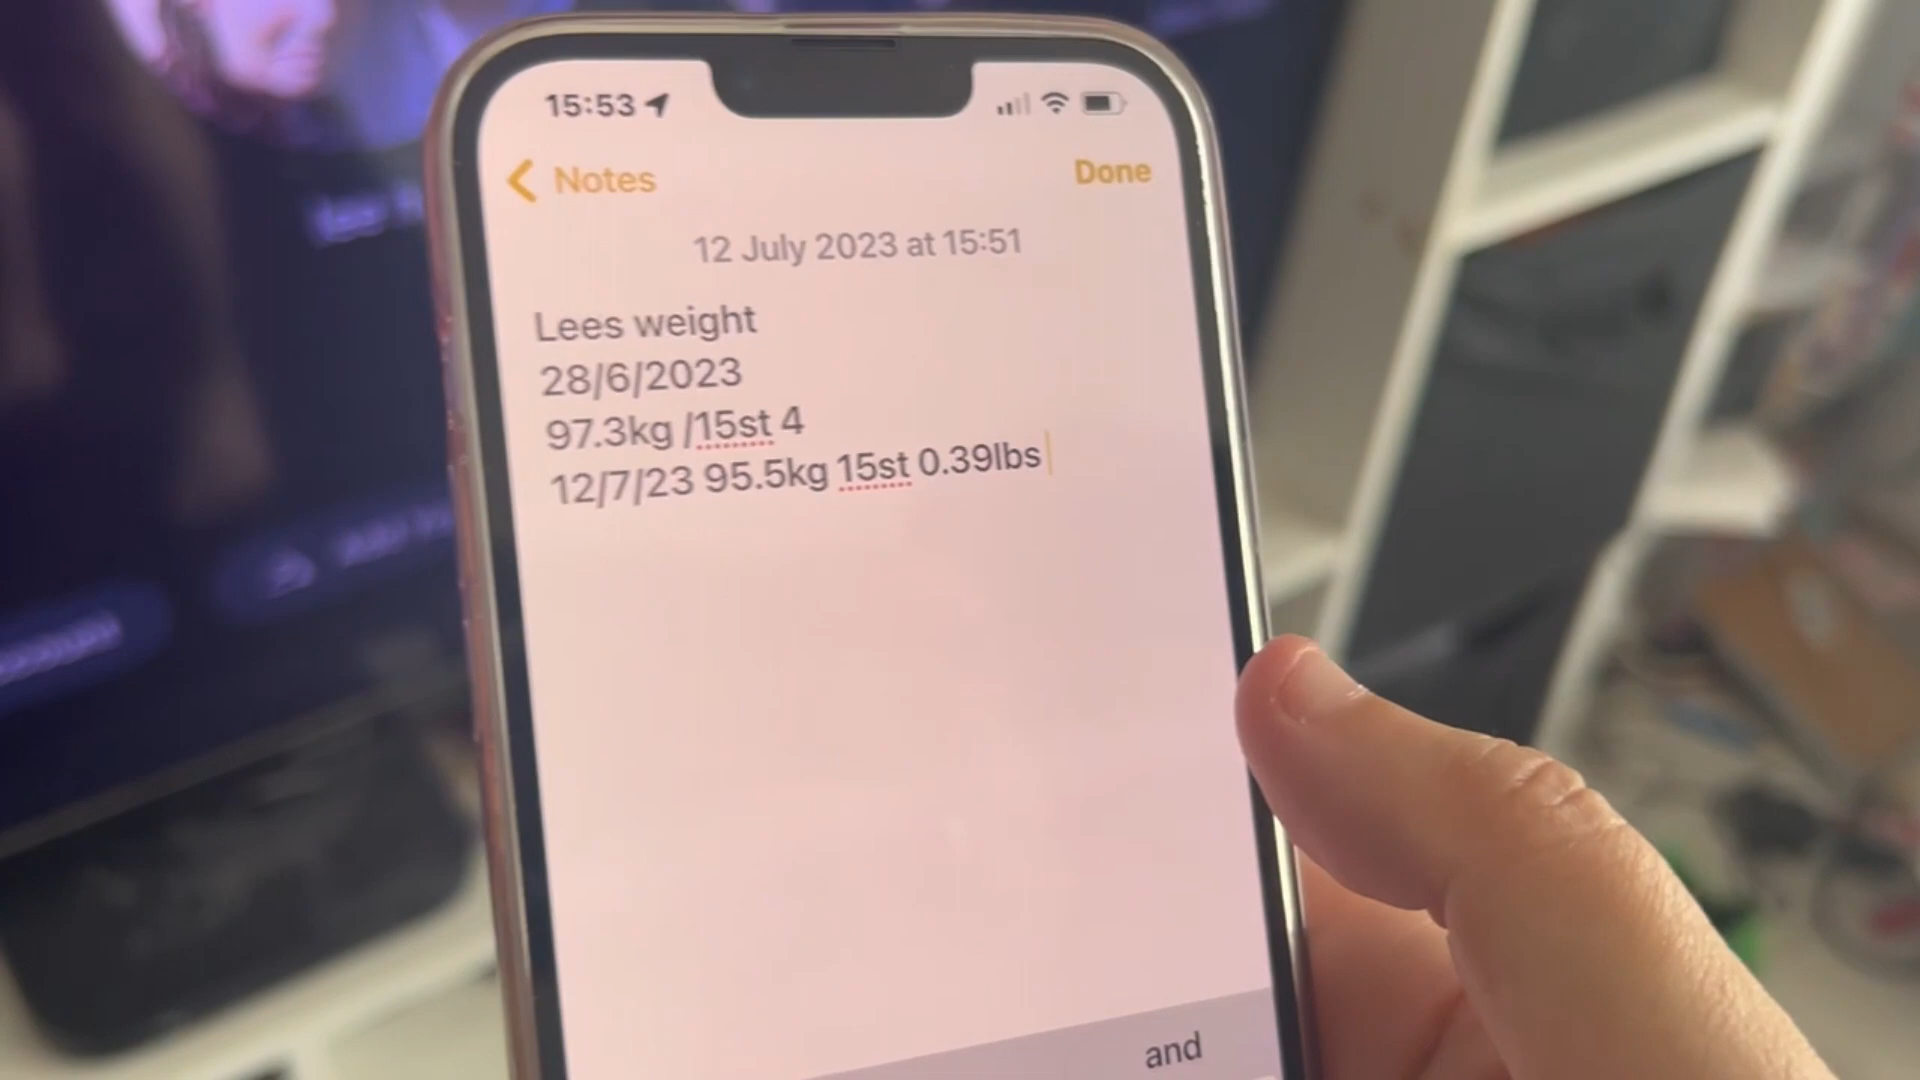 15:53
Notes
Done
12 July 2023 at 15:51
Lees weight
28/6/2023
97.3kg /15st 4
12/7/23 95.5kg 15st 0.39lbs
and